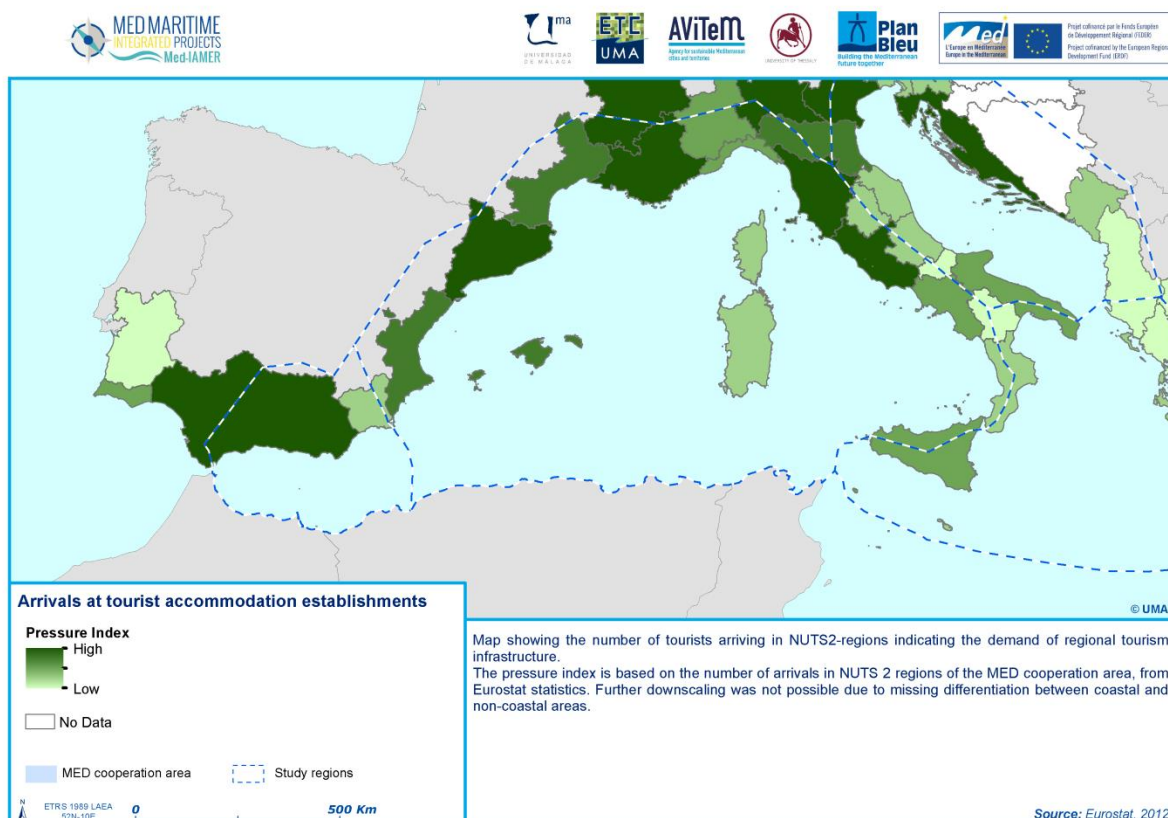 MED MARITIME
INTEGRATED PROJECTS
Med-IAMER
uma
UNIVERSIDAD
DE MÁLAGA
ETC
UMA
AViTeM
Agency for sustainable Mediterranean
cities and territories
UNIVERSITY OF THESSALY
Plan
Bleu
Building the Mediterranean
future together
Med
L'Europe en Méditerranée
Europe in the Mediterranean
Projet cofinancé par le Fonds Européen
de Développement Régional (FEDER)
Project cofinanced by the European Regional
Development Fund (ERDF)
© UMA
Arrivals at tourist accommodation establishments
Pressure Index
High
Low
No Data
MED cooperation area
Study regions
N
ETRS 1989 LAEA
52N-10E
0
500 Km
Map showing the number of tourists arriving in NUTS2-regions indicating the demand of regional tourism
infrastructure.
The pressure index is based on the number of arrivals in NUTS 2 regions of the MED cooperation area, from
Eurostat statistics. Further downscaling was not possible due to missing differentiation between coastal and
non-coastal areas.
Source: Eurostat, 2012